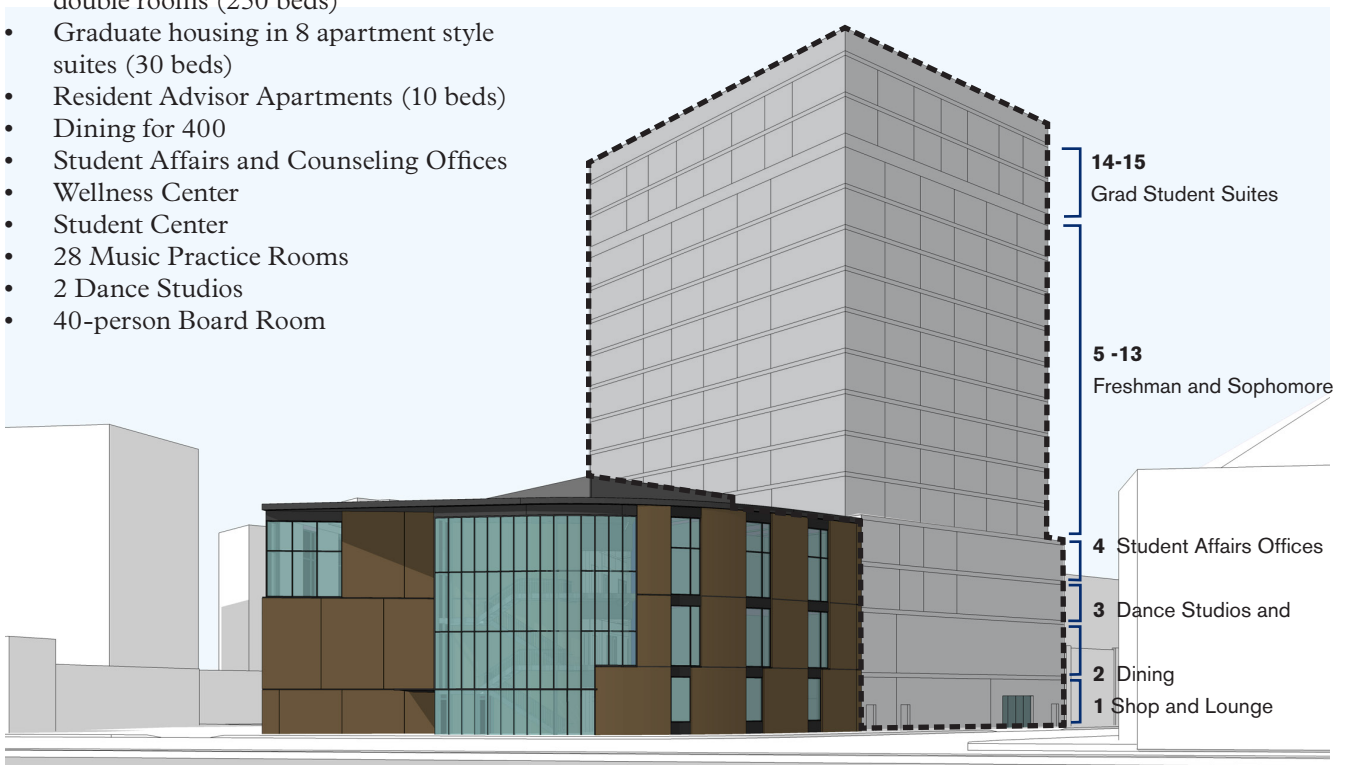 double rooms (250 beds)
• Graduate housing in 8 apartment style
suites (30 beds)
• Resident Advisor Apartments (10 beds)
• Dining for 400
• Student Affairs and Counseling Offices
• Wellness Center
• Student Center
• 28 Music Practice Rooms
• 2 Dance Studios
• 40-person Board Room
14-15
Grad Student Suites
5 -13
Freshman and Sophomore
4 Student Affairs Offices
3 Dance Studios and
2 Dining
1 Shop and Lounge